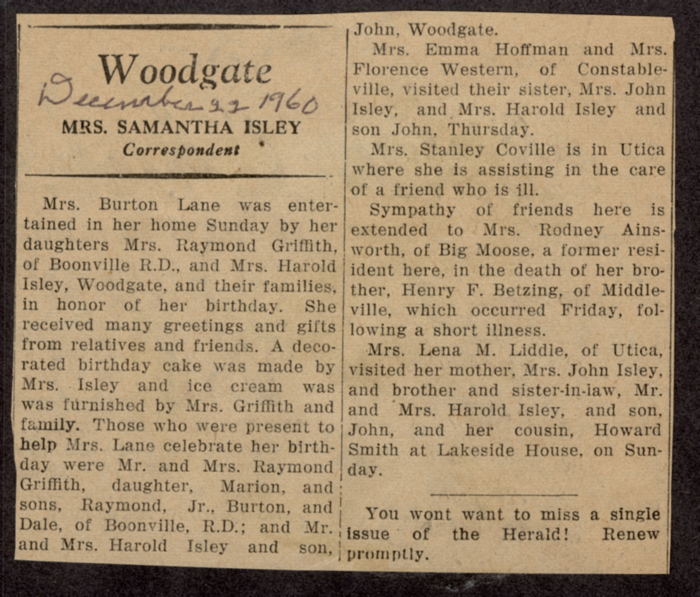 Woodgate
December 22 1960
MRS. SAMANTHA ISLEY
Correspondent
Mrs. Burton Lane was enter-
tained in her home Sunday by her
daughters Mrs. Raymond Griffith,
of Boonville R.D., and Mrs. Harold
Isley, Woodgate, and their families,
in honor of her birthday. She
received many greetings and gifts
from relatives and friends. A deco-
rated birthday cake was made by
Mrs. Isley and ice cream was
was furnished by Mrs. Griffith and
family. Those who were present to
help Mrs. Lane celebrate her birth-
day were Mr. and Mrs. Raymond
Griffith, daughter, Marion, and
sons, Raymond, Jr., Burton, and
Dale, of Boonville, R.D.; and Mr.
and Mrs. Harold Isley and son,
John, Woodgate.
Mrs. Emma Hoffman and Mrs.
Florence Western, of Constable-
ville, visited their sister, Mrs. John
Isley, and Mrs. Harold Isley and
son John, Thursday.
Mrs. Stanley Coville is in Utica
where she is assisting in the care
of a friend who is ill.
Sympathy of friends here is
extended to Mrs. Rodney Ains-
worth, of Big Moose, a former resi-
ident here, in the death of her bro-
ther, Henry F. Betzing, of Middle-
ville, which occurred Friday, fol-
lowing a short illness.
Mrs. Lena M. Liddle, of Utica,
visited her mother, Mrs. John Isley,
and brother and sister-in-law, Mr.
and Mrs. Harold Isley, and son,
John, and her cousin, Howard
Smith at Lakeside House, on Sun-
day.
You wont want to miss a single
issue of the Herald! Renew
promptly.